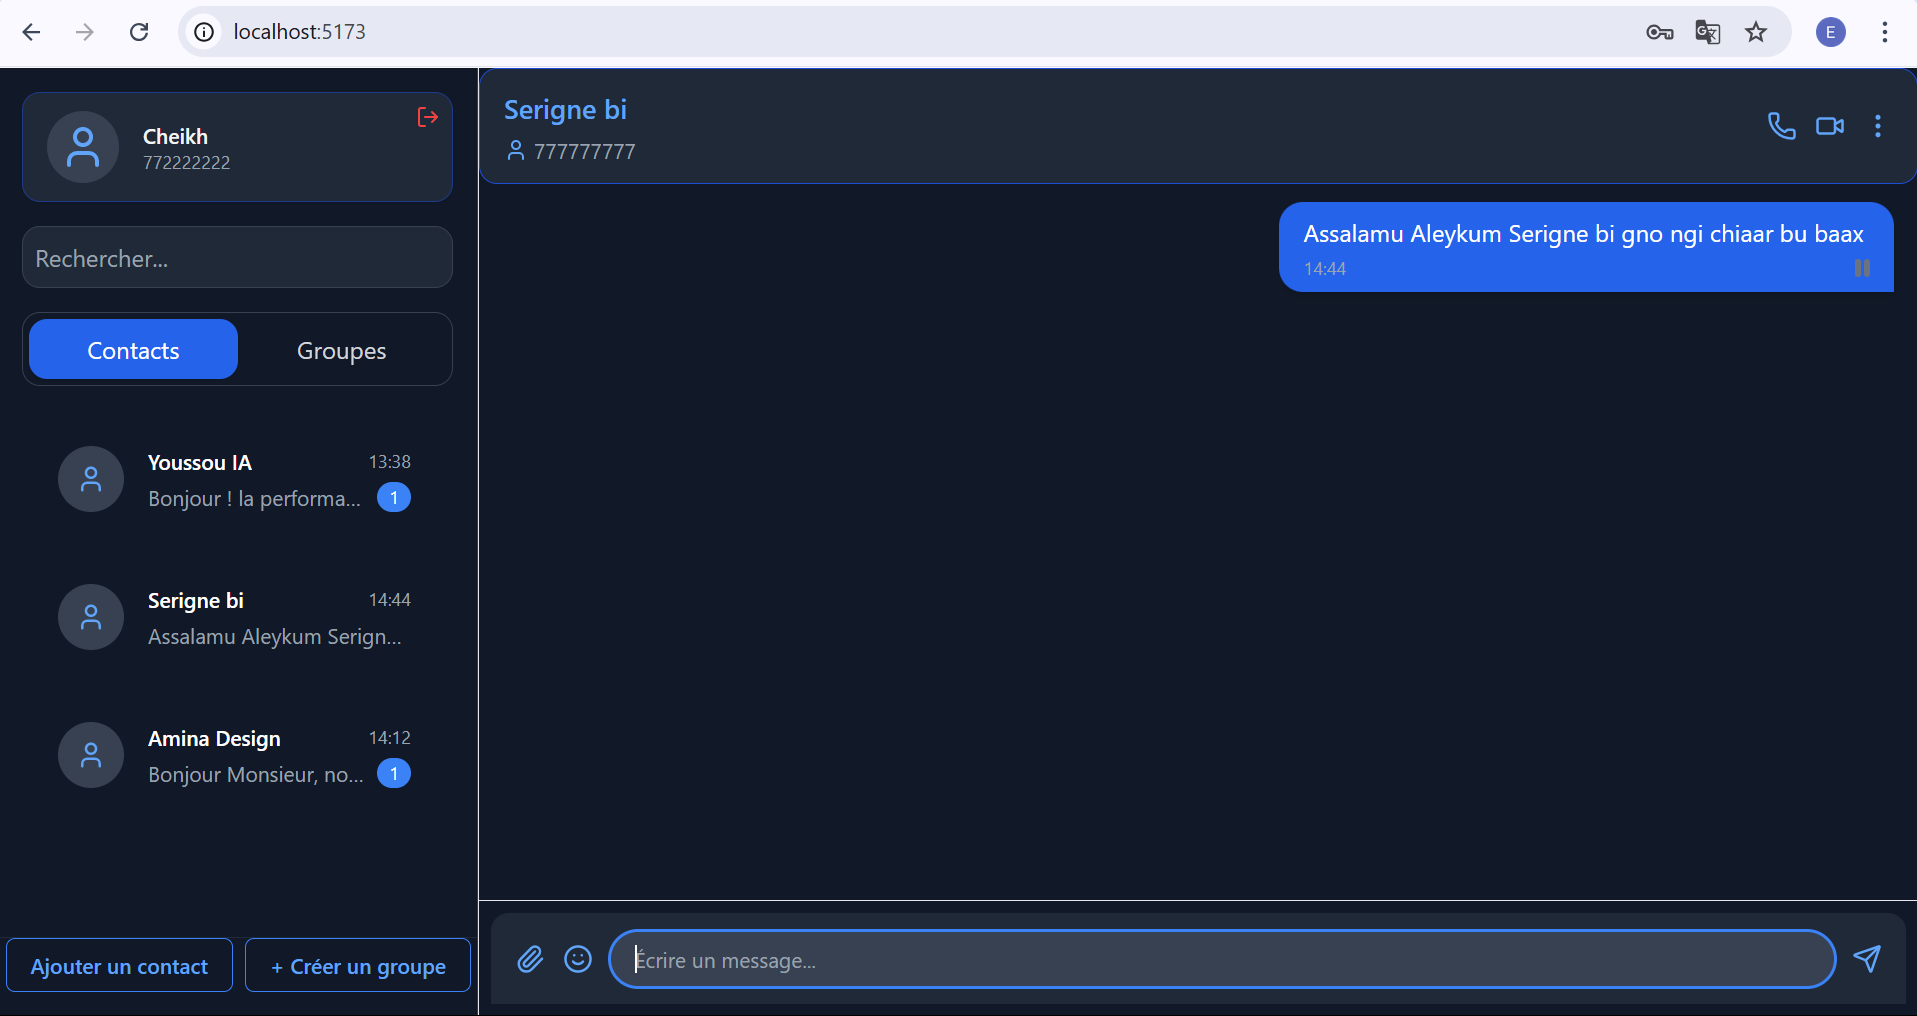 localhost:5173
E
Cheikh
772222222
Rechercher...
Contacts
Groupes
Youssou IA
13:38
Bonjour ! la performa...
1
Serigne bi
14:44
Assalamu Aleykum Serign...
Amina Design
14:12
Bonjour Monsieur, no...
1
Ajouter un contact
+ Créer un groupe
Serigne bi
777777777
Assalamu Aleykum Serigne bi gno ngi chiaar bu baax
14:44
Écrire un message...